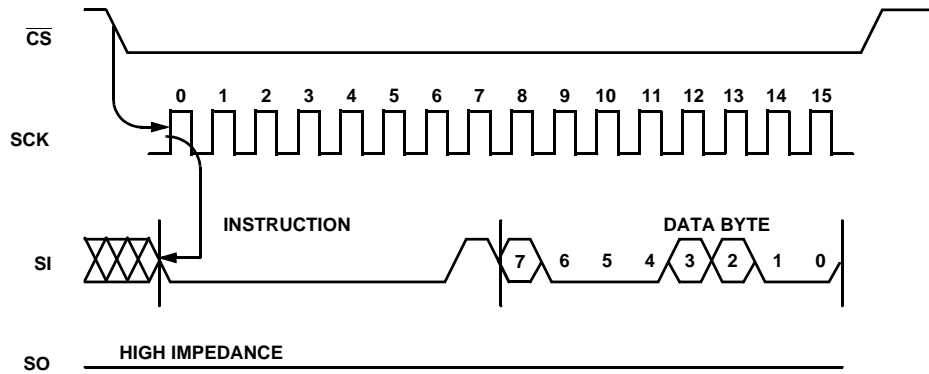 CS
0 1 2 3 4 5 6 7 8 9 10 11 12 13 14 15
SCK
INSTRUCTION DATA BYTE
SI 7 6 5 4 3 2 1 0
HIGH IMPEDANCE
SO